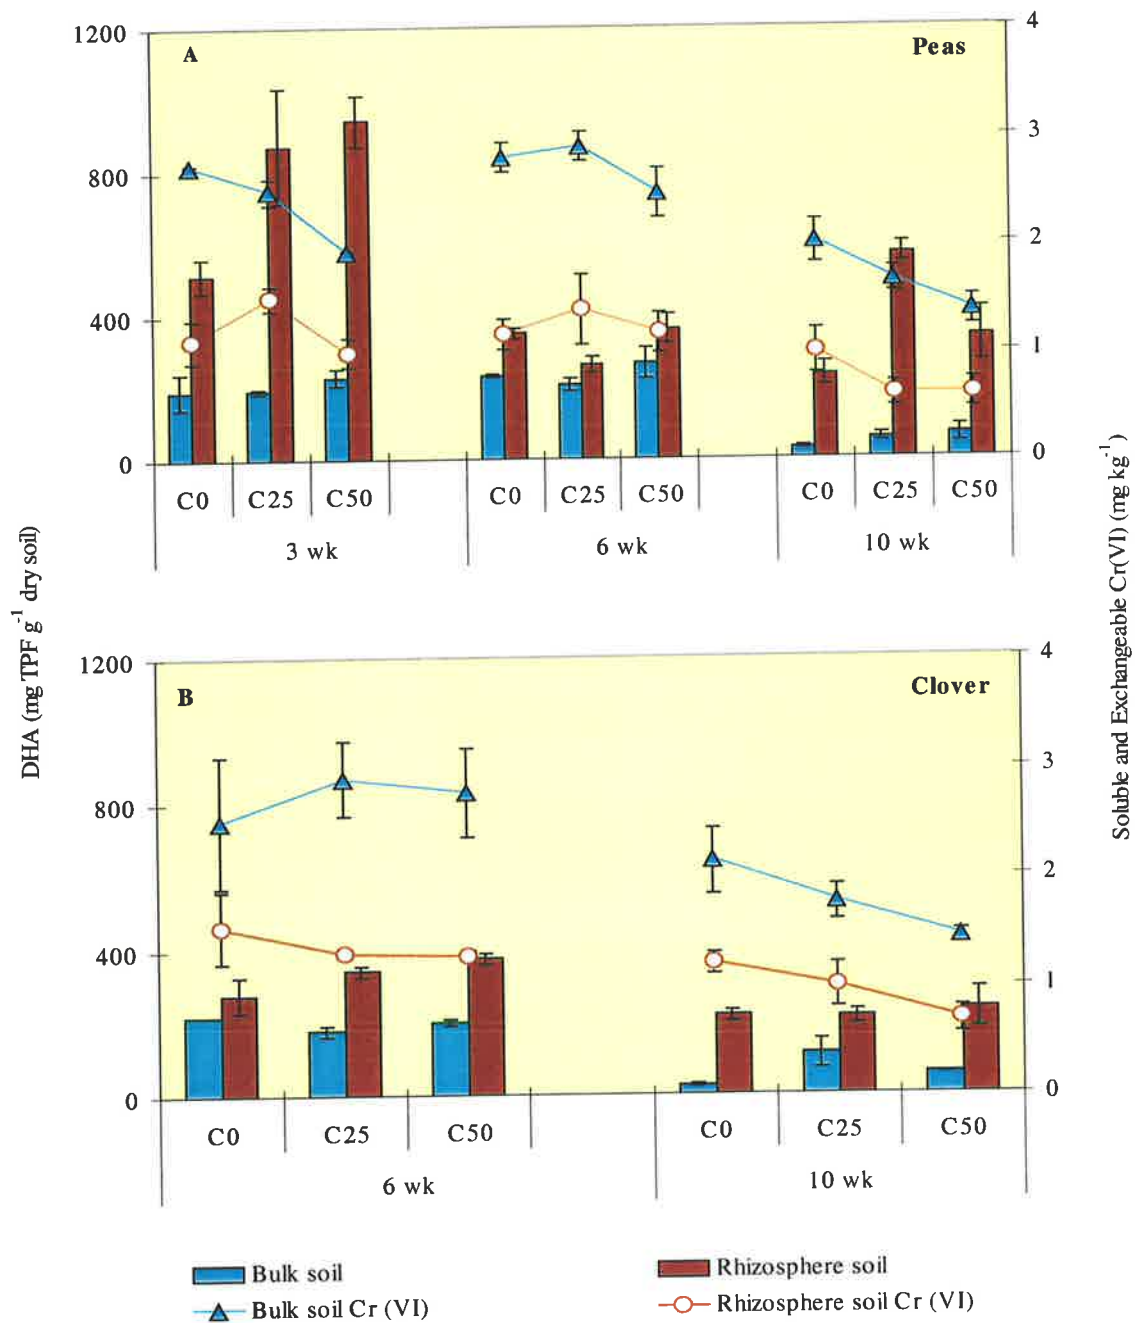 A
Peas
1200
800
400
0
4
3
2
1
0
C0 C25 C50 C0 C25 C50 C0 C25 C50
3 wk 6 wk 10 wk
DHA (mg TPF g⁻¹ dry soil)
Soluble and Exchangeable Cr(VI) (mg kg⁻¹)
B
Clover
1200
800
400
0
4
3
2
1
0
C0 C25 C50 C0 C25 C50
6 wk 10 wk
Bulk soil
Rhizosphere soil
Bulk soil Cr (VI)
Rhizosphere soil Cr (VI)